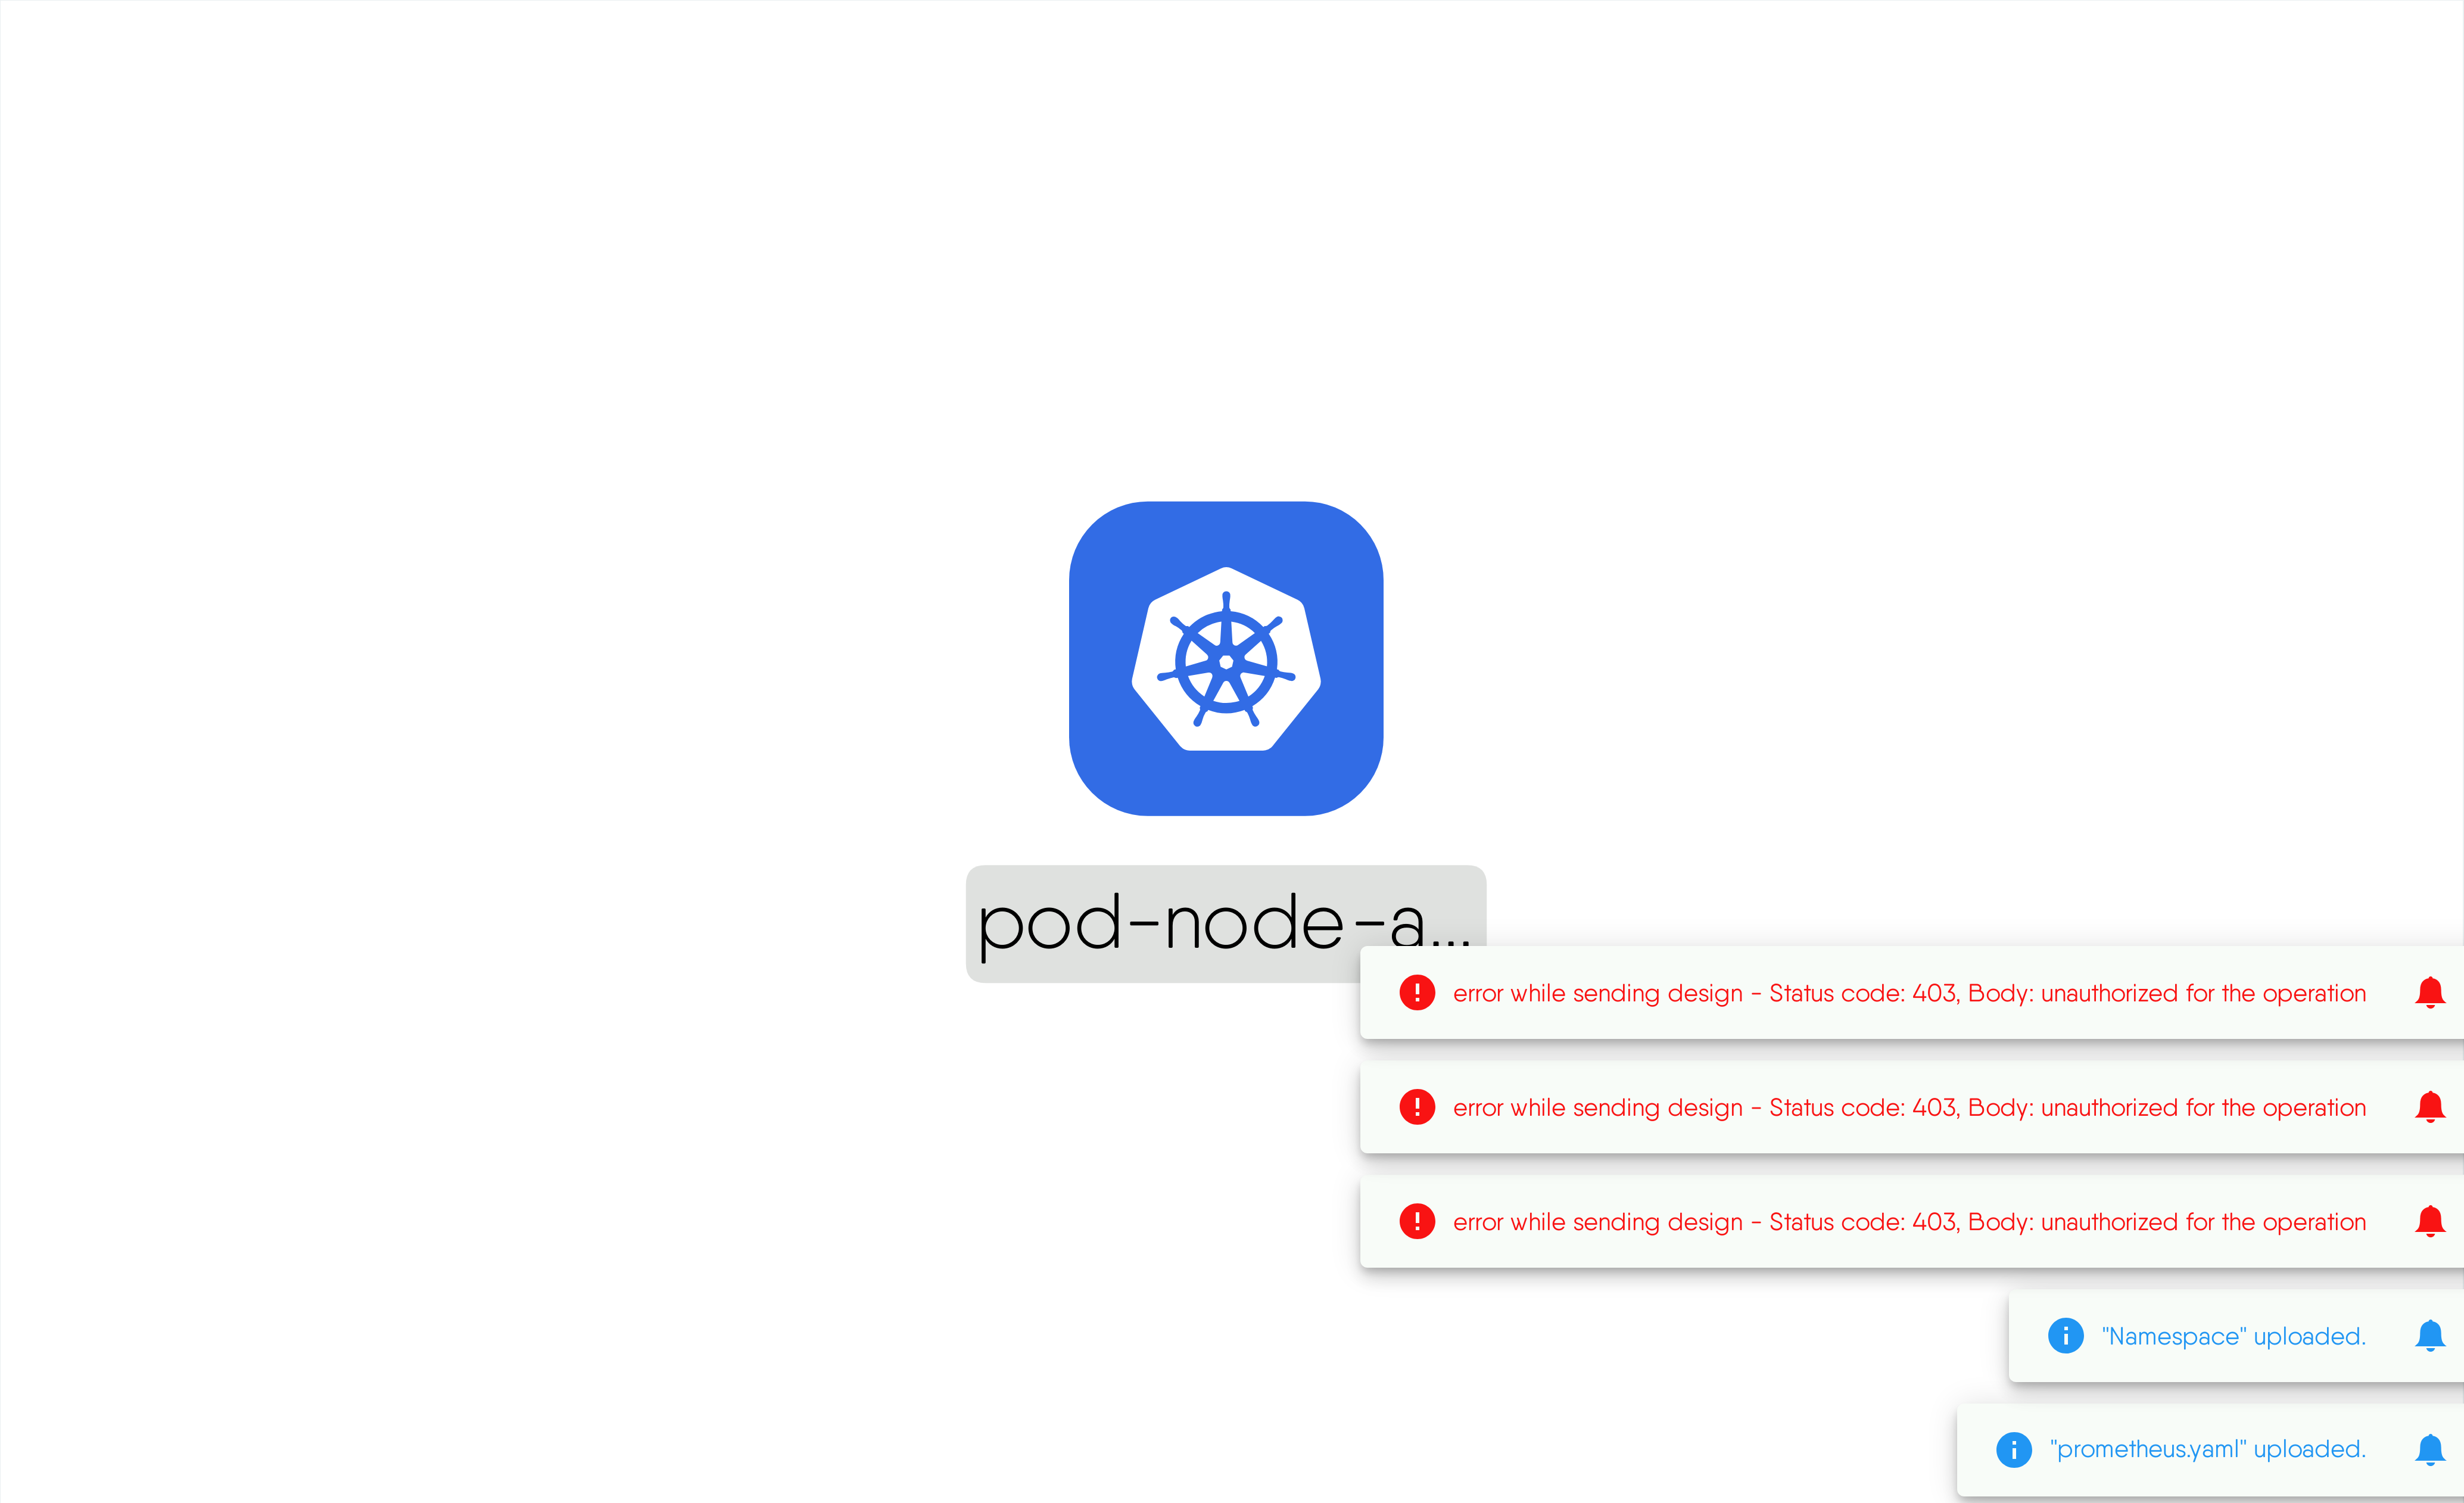 pod-node-a...
error while sending design - Status code: 403, Body: unauthorized for the operation
error while sending design - Status code: 403, Body: unauthorized for the operation
error while sending design - Status code: 403, Body: unauthorized for the operation
"Namespace" uploaded.
"prometheus.yaml" uploaded.